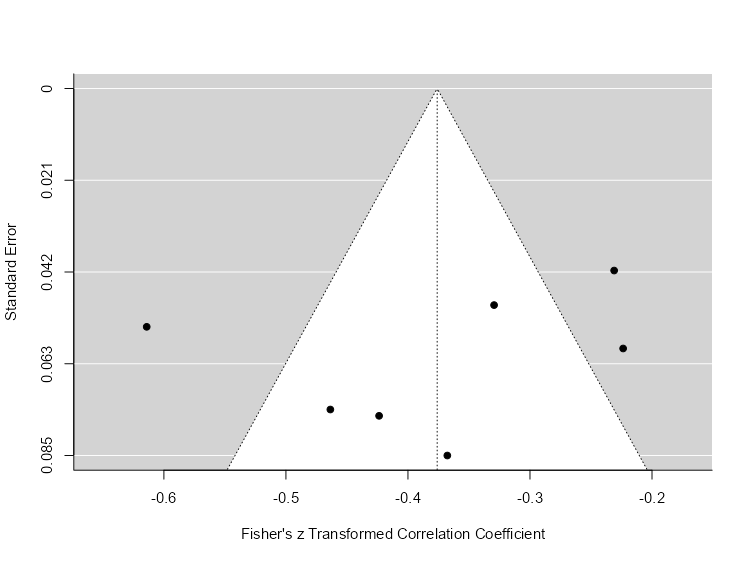 0
0.021
0.042
0.063
0.085
Standard Error
-0.6 -0.5 -0.4 -0.3 -0.2
Fisher's z Transformed Correlation Coefficient